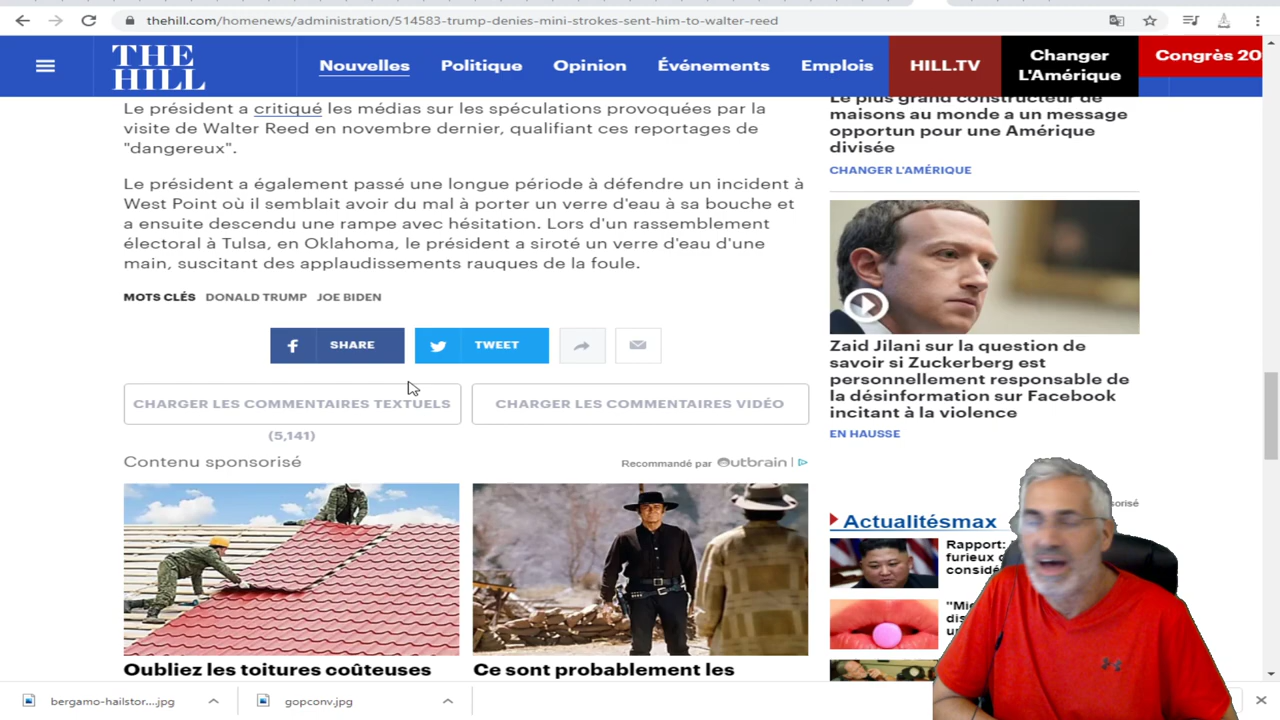 thehill.com/homenews/administration/514583-trump-denies-mini-strokes-sent-him-to-walter-reed
THE
HILL
Nouvelles
Politique
Opinion
Événements
Emplois
HILL.TV
Changer
L'Amérique
Congrès 20
Le président a critiqué les médias sur les spéculations provoquées par la
visite de Walter Reed en novembre dernier, qualifiant ces reportages de
"dangereux".
Le président a également passé une longue période à défendre un incident à
West Point où il semblait avoir du mal à porter un verre d'eau à sa bouche et
a ensuite descendu une rampe avec hésitation. Lors d'un rassemblement
électoral à Tulsa, en Oklahoma, le président a siroté un verre d'eau d'une
main, suscitant des applaudissements rauques de la foule.
MOTS CLÉS DONALD TRUMP JOE BIDEN
SHARE
TWEET
CHARGER LES COMMENTAIRES TEXTUELS
(5,141)
CHARGER LES COMMENTAIRES VIDÉO
Contenu sponsorisé
Recommandé par Outbrain
Oubliez les toitures coûteuses
Ce sont probablement les
Le plus grand constructeur de
maisons au monde a un message
opportun pour une Amérique
divisée
CHANGER L'AMÉRIQUE
Zaid Jilani sur la question de
savoir si Zuckerberg est
personnellement responsable de
la désinformation sur Facebook
incitant à la violence
EN HAUSSE
Actualitésmax
Rapport:
furieux
bergamo-hailstor....jpg
gopconv.jpg